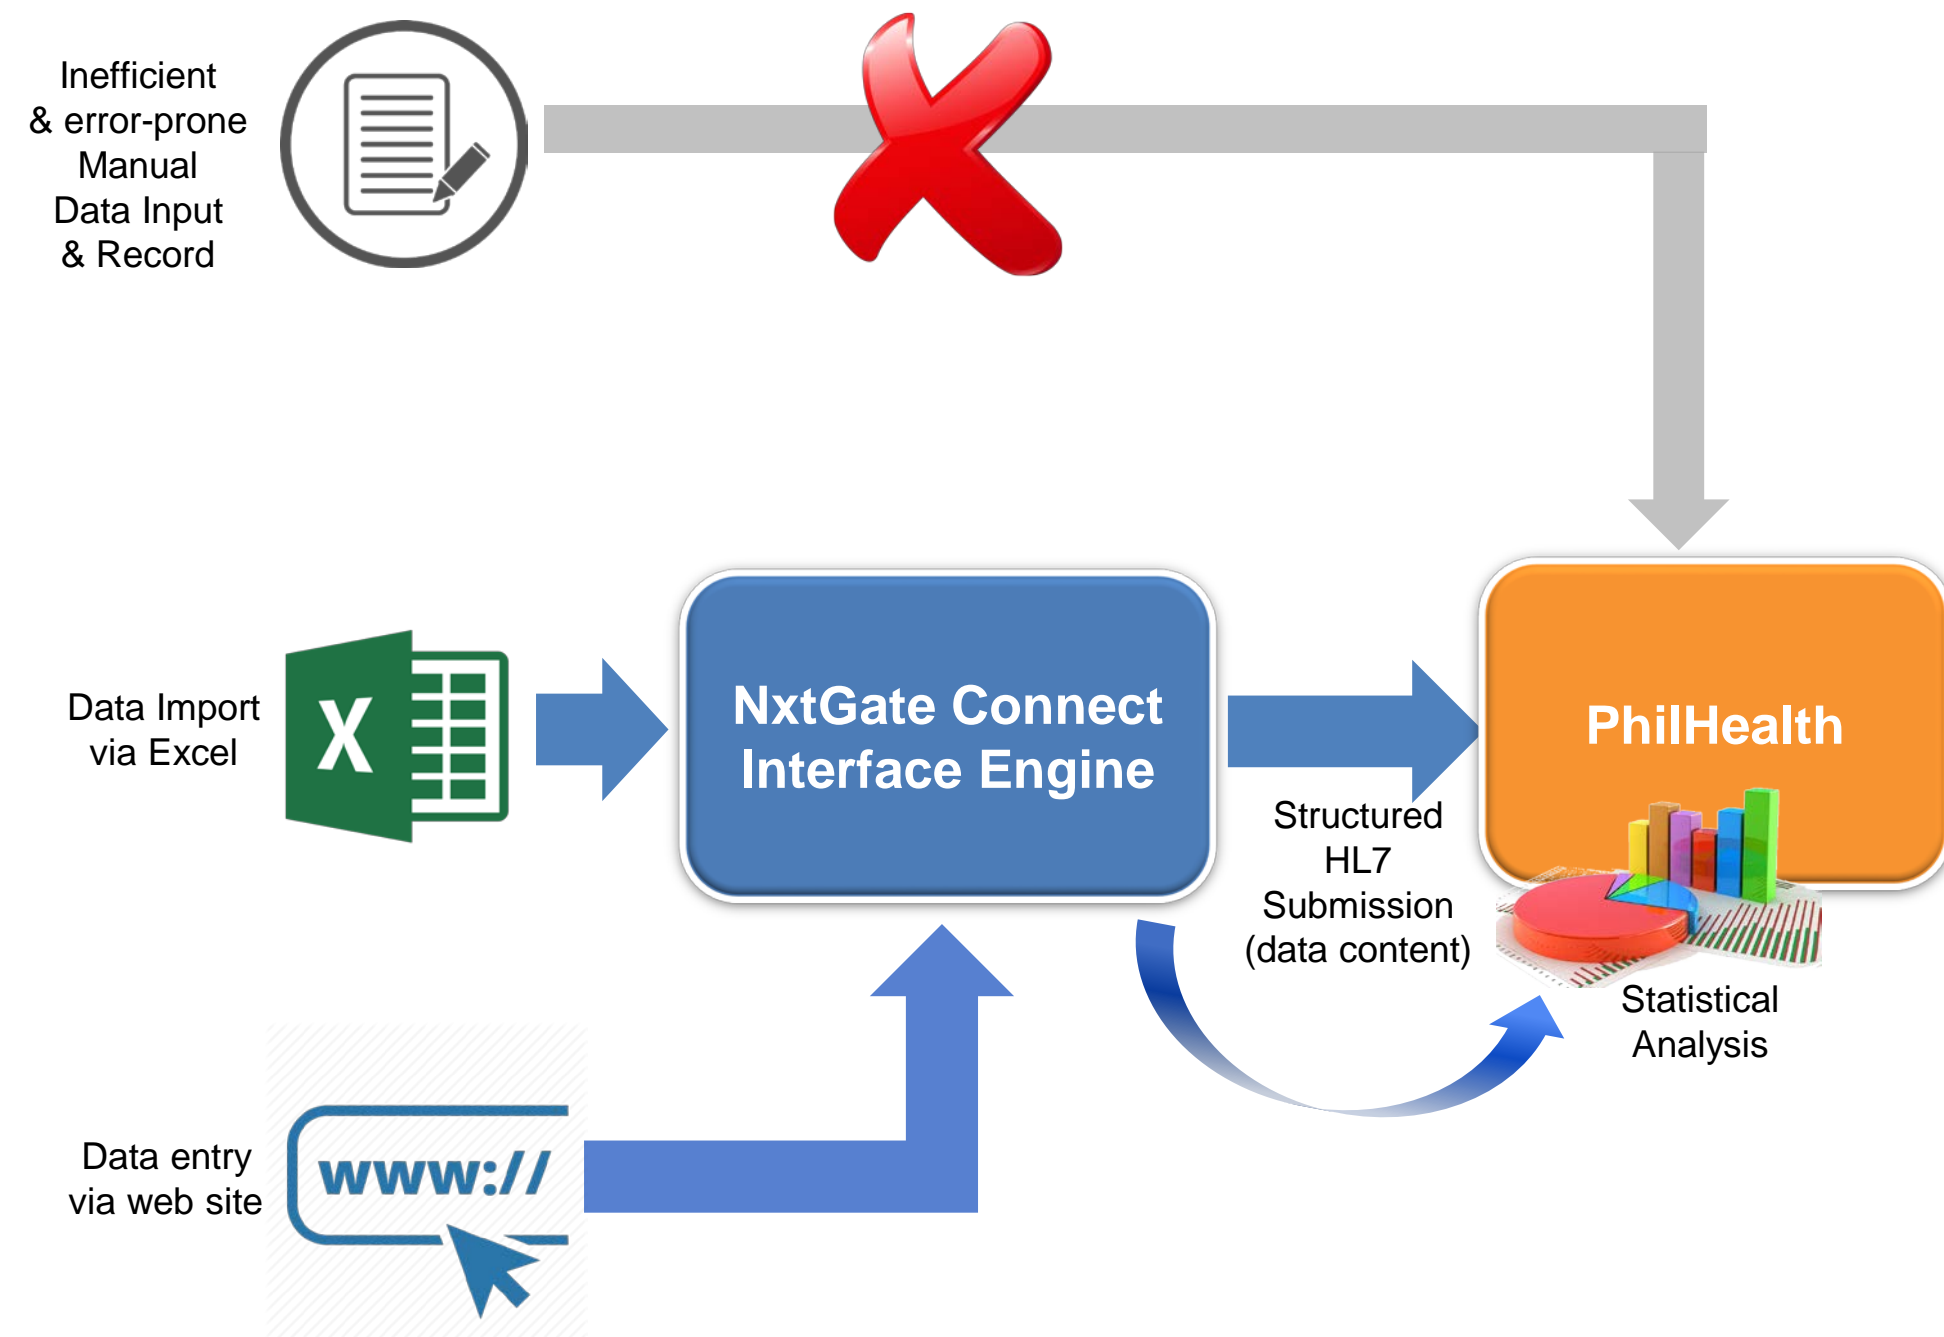 Inefficient
& error-prone
Manual
Data Input
& Record
Data Import
via Excel
X
NxtGate Connect
Interface Engine
PhilHealth
Structured
HL7
Submission
(data content)
Statistical
Analysis
Data entry
via web site
www://